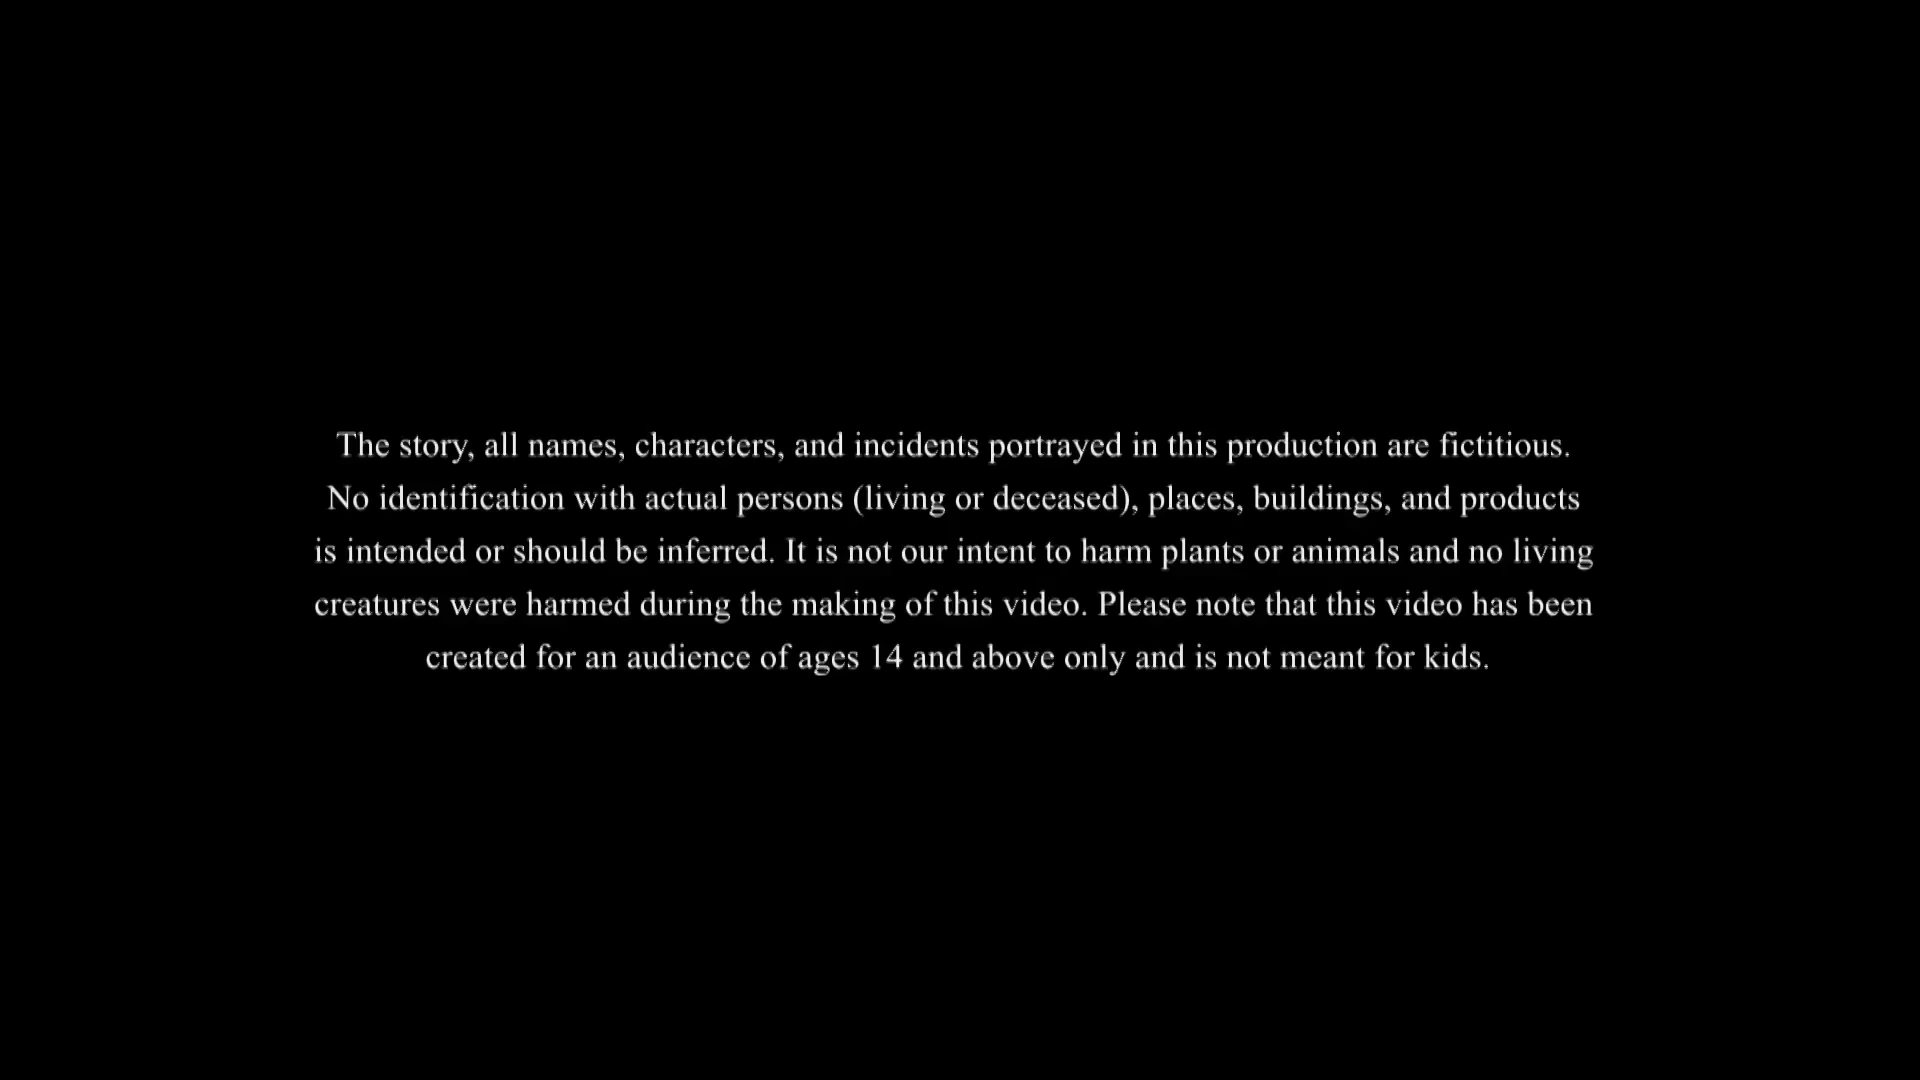 The story, all names, characters, and incidents portrayed in this production are fictitious.
No identification with actual persons (living or deceased), places, buildings, and products
is intended or should be inferred. It is not our intent to harm plants or animals and no living
creatures were harmed during the making of this video. Please note that this video has been
created for an audience of ages 14 and above only and is not meant for kids.